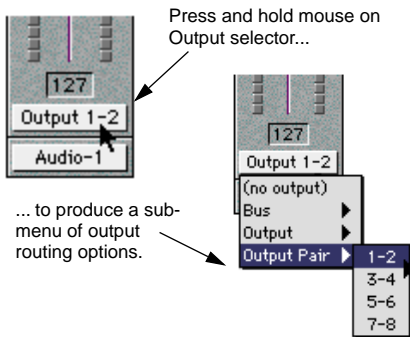 Press and hold mouse on
Output selector...
127
Output 1-2
Audio-1
127
Output 1-2
(no output)
Bus
Output
Output Pair
1-2
3-4
5-6
7-8
... to produce a sub-
menu of output
routing options.